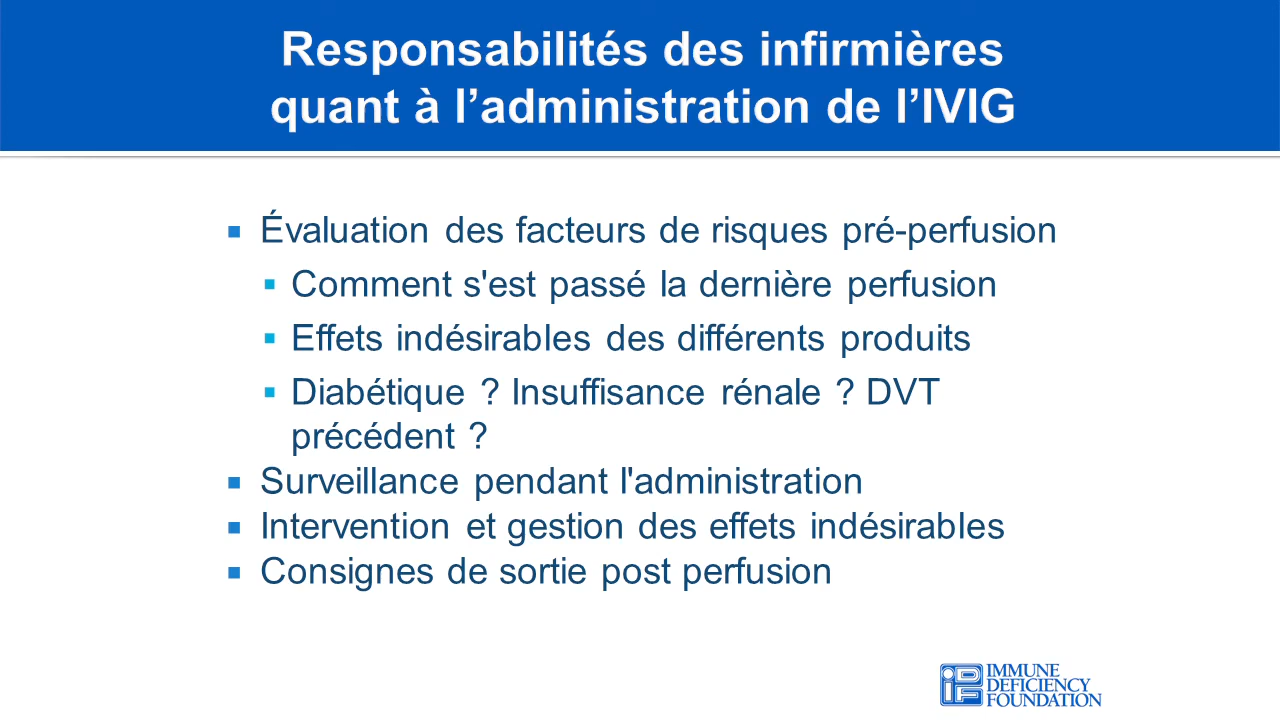 Responsabilités des infirmières
quant à l’administration de l’IVIG
Évaluation des facteurs de risques pré-perfusion
Comment s'est passé la dernière perfusion
Effets indésirables des différents produits
Diabétique ? Insuffisance rénale ? DVT
précédent ?
Surveillance pendant l'administration
Intervention et gestion des effets indésirables
Consignes de sortie post perfusion
IDF
IMMUNE
DEFICIENCY
FOUNDATION